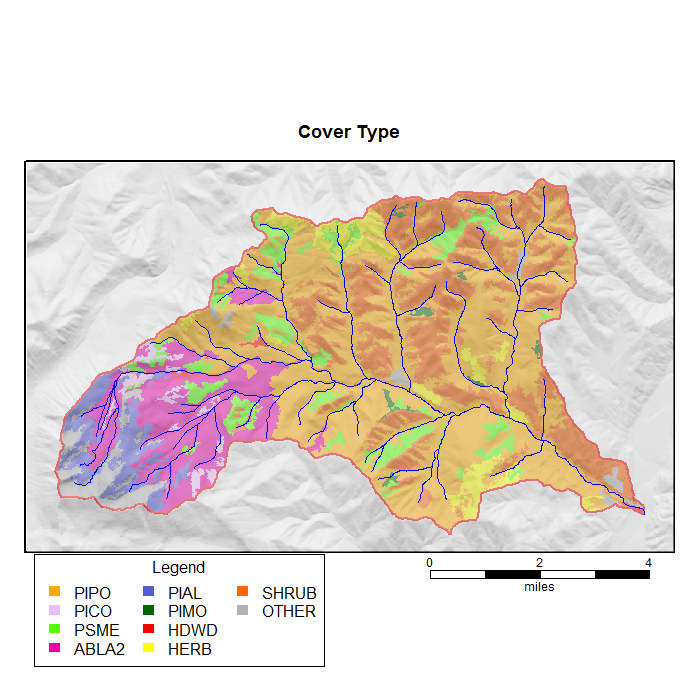 Cover Type
0 2 4
miles
Legend
PIPO PIAL SHRUB
PICO PIMO OTHER
PSME HDWD
ABLA2 HERB